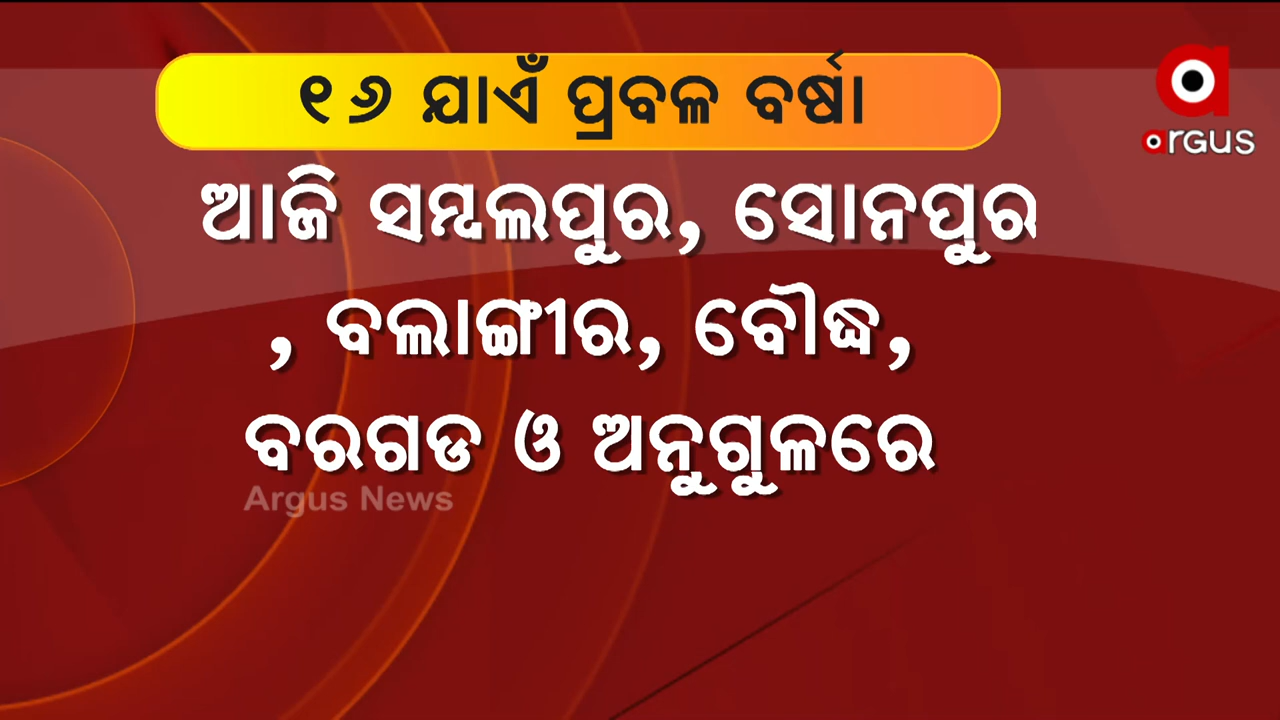 ୧୬ ଯାଏଁ ପ୍ରବଳ ବର୍ଷା
argus
ଆଜି ସମ୍ବଲପୁର, ସୋନପୁର
, ବଲାଙ୍ଗୀର, ବୌଦ୍ଧ,
ବରଗଡ ଓ ଅନୁଗୁଳରେ
Argus News